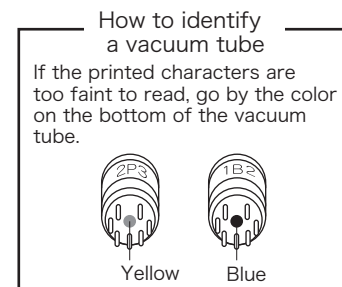 How to identify
a vacuum tube
If the printed characters are
too faint to read, go by the color
on the bottom of the vacuum
tube.
2P3 1B2
Yellow Blue